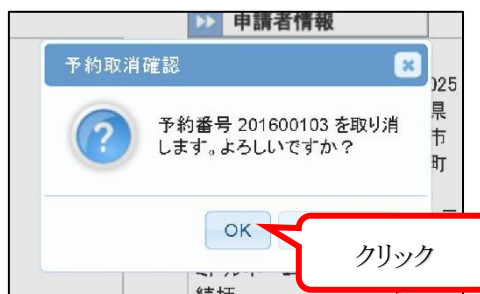 申請者情報
予約取消確認
025
県
市
町
予約番号 201600103 を取り消
します。よろしいですか？
OK
クリック